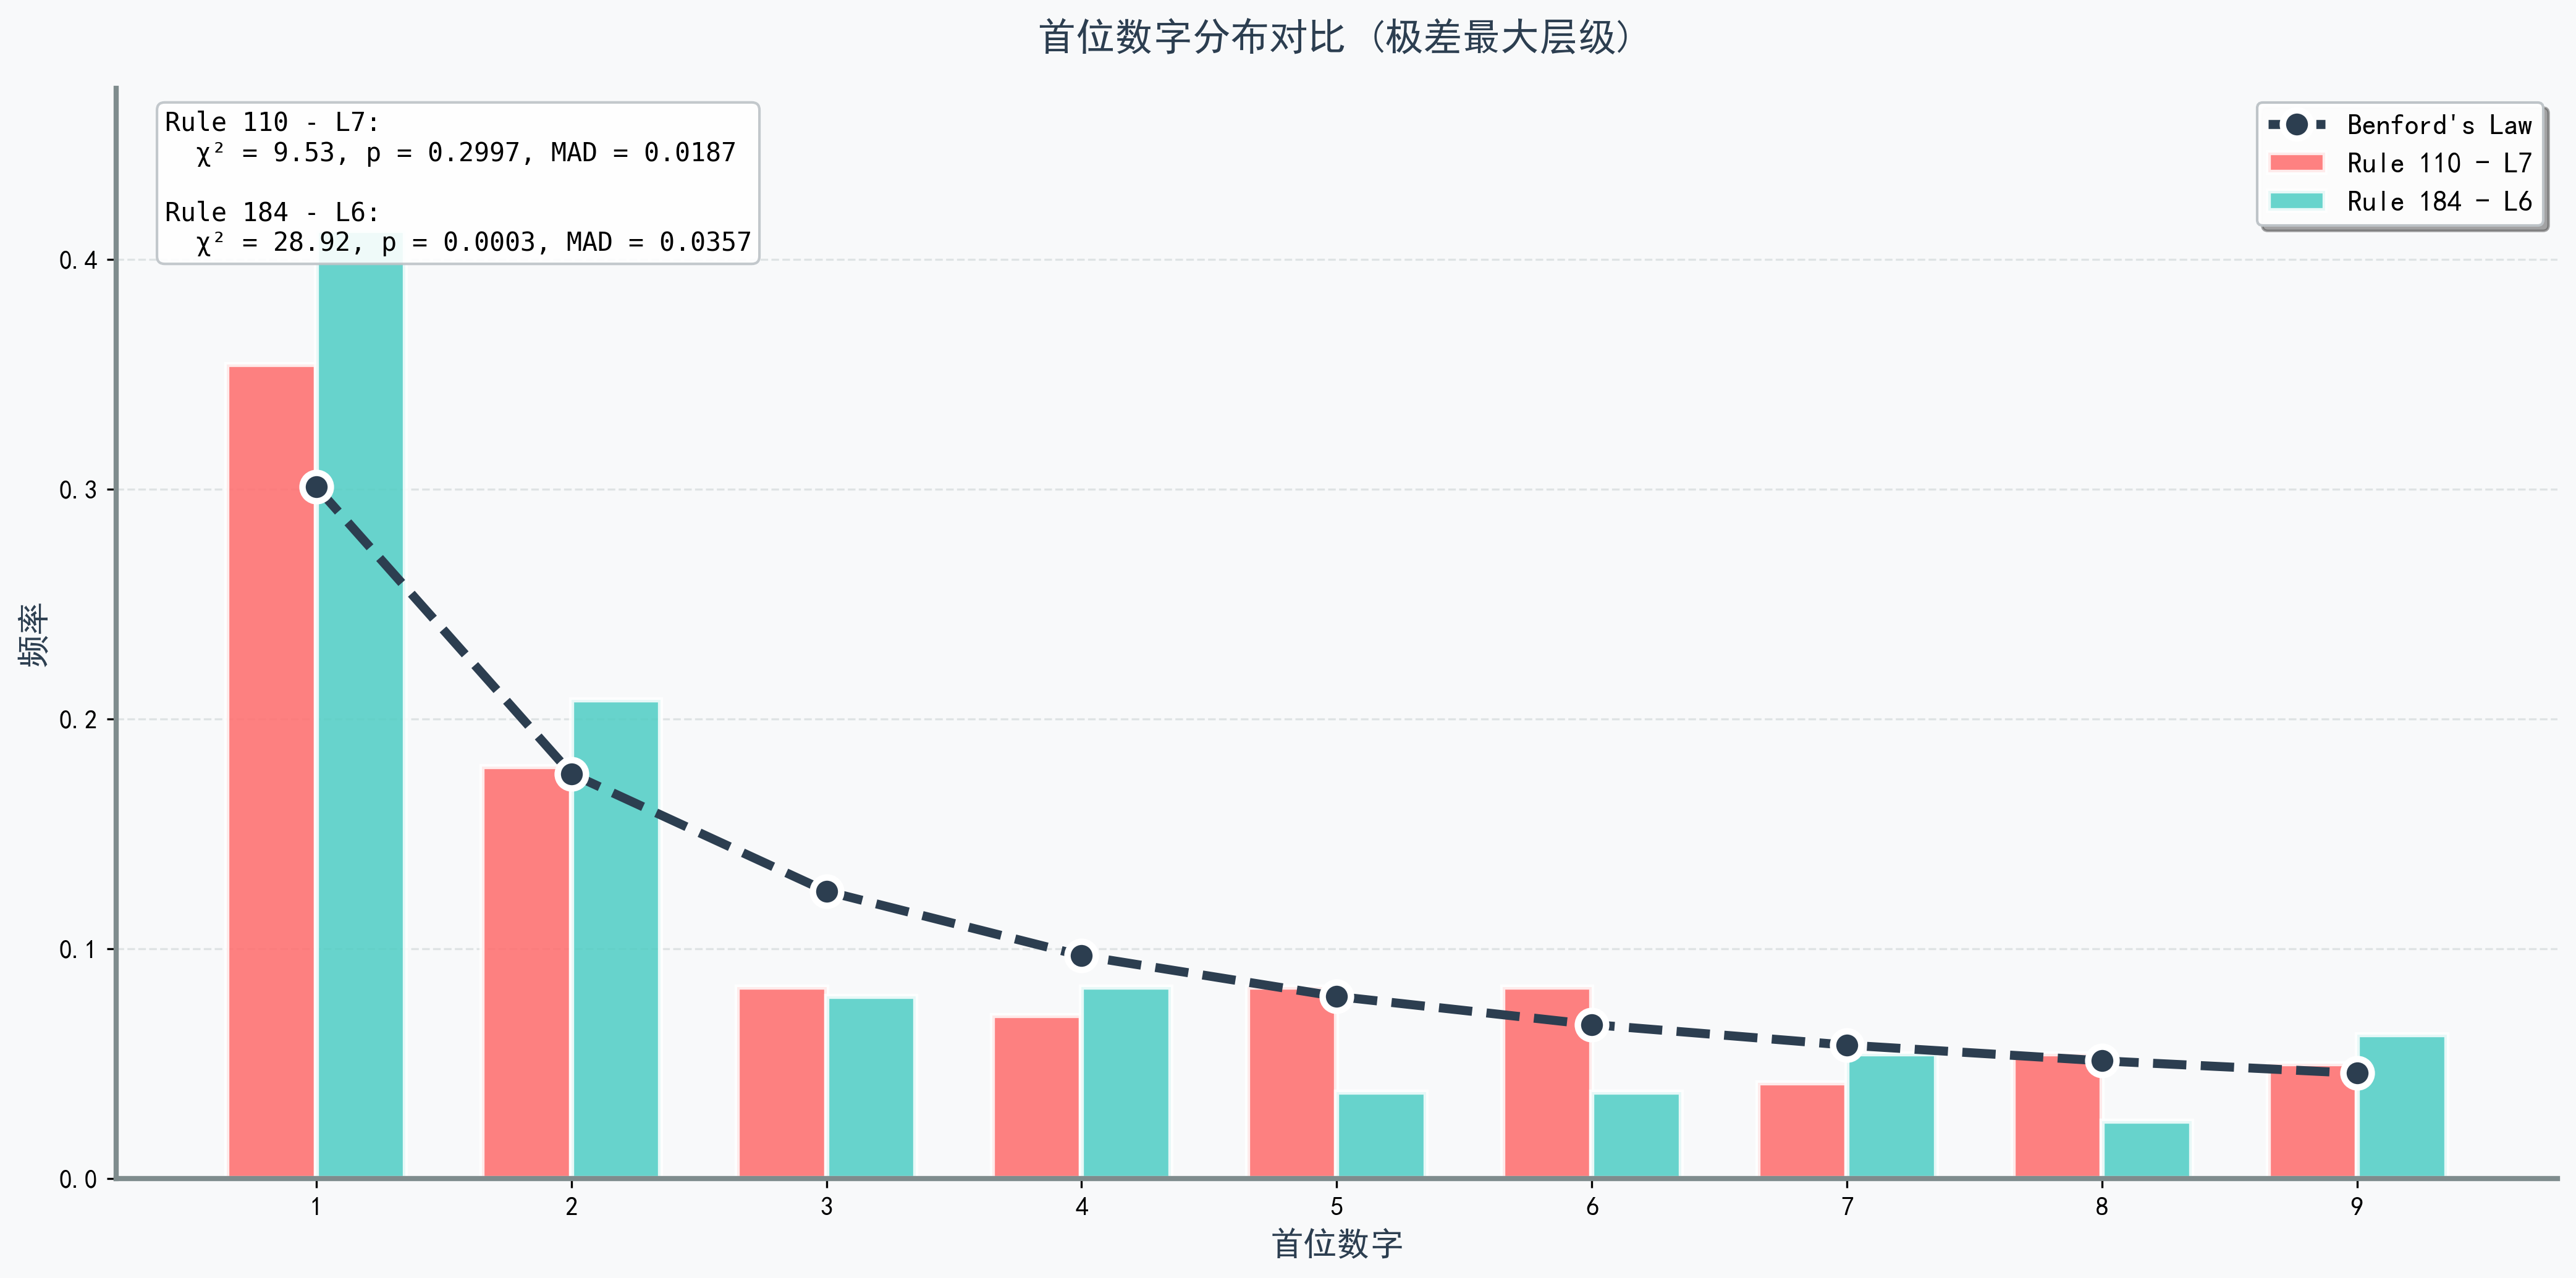 首位数字分布对比 (极差最大层级)
Rule 110 - L7:
χ² = 9.53, p = 0.2997, MAD = 0.0187
Rule 184 - L6:
χ² = 28.92, p = 0.0003, MAD = 0.0357
Benford's Law
Rule 110 - L7
Rule 184 - L6
频率
0.4
0.3
0.2
0.1
0.0
1 2 3 4 5 6 7 8 9
首位数字